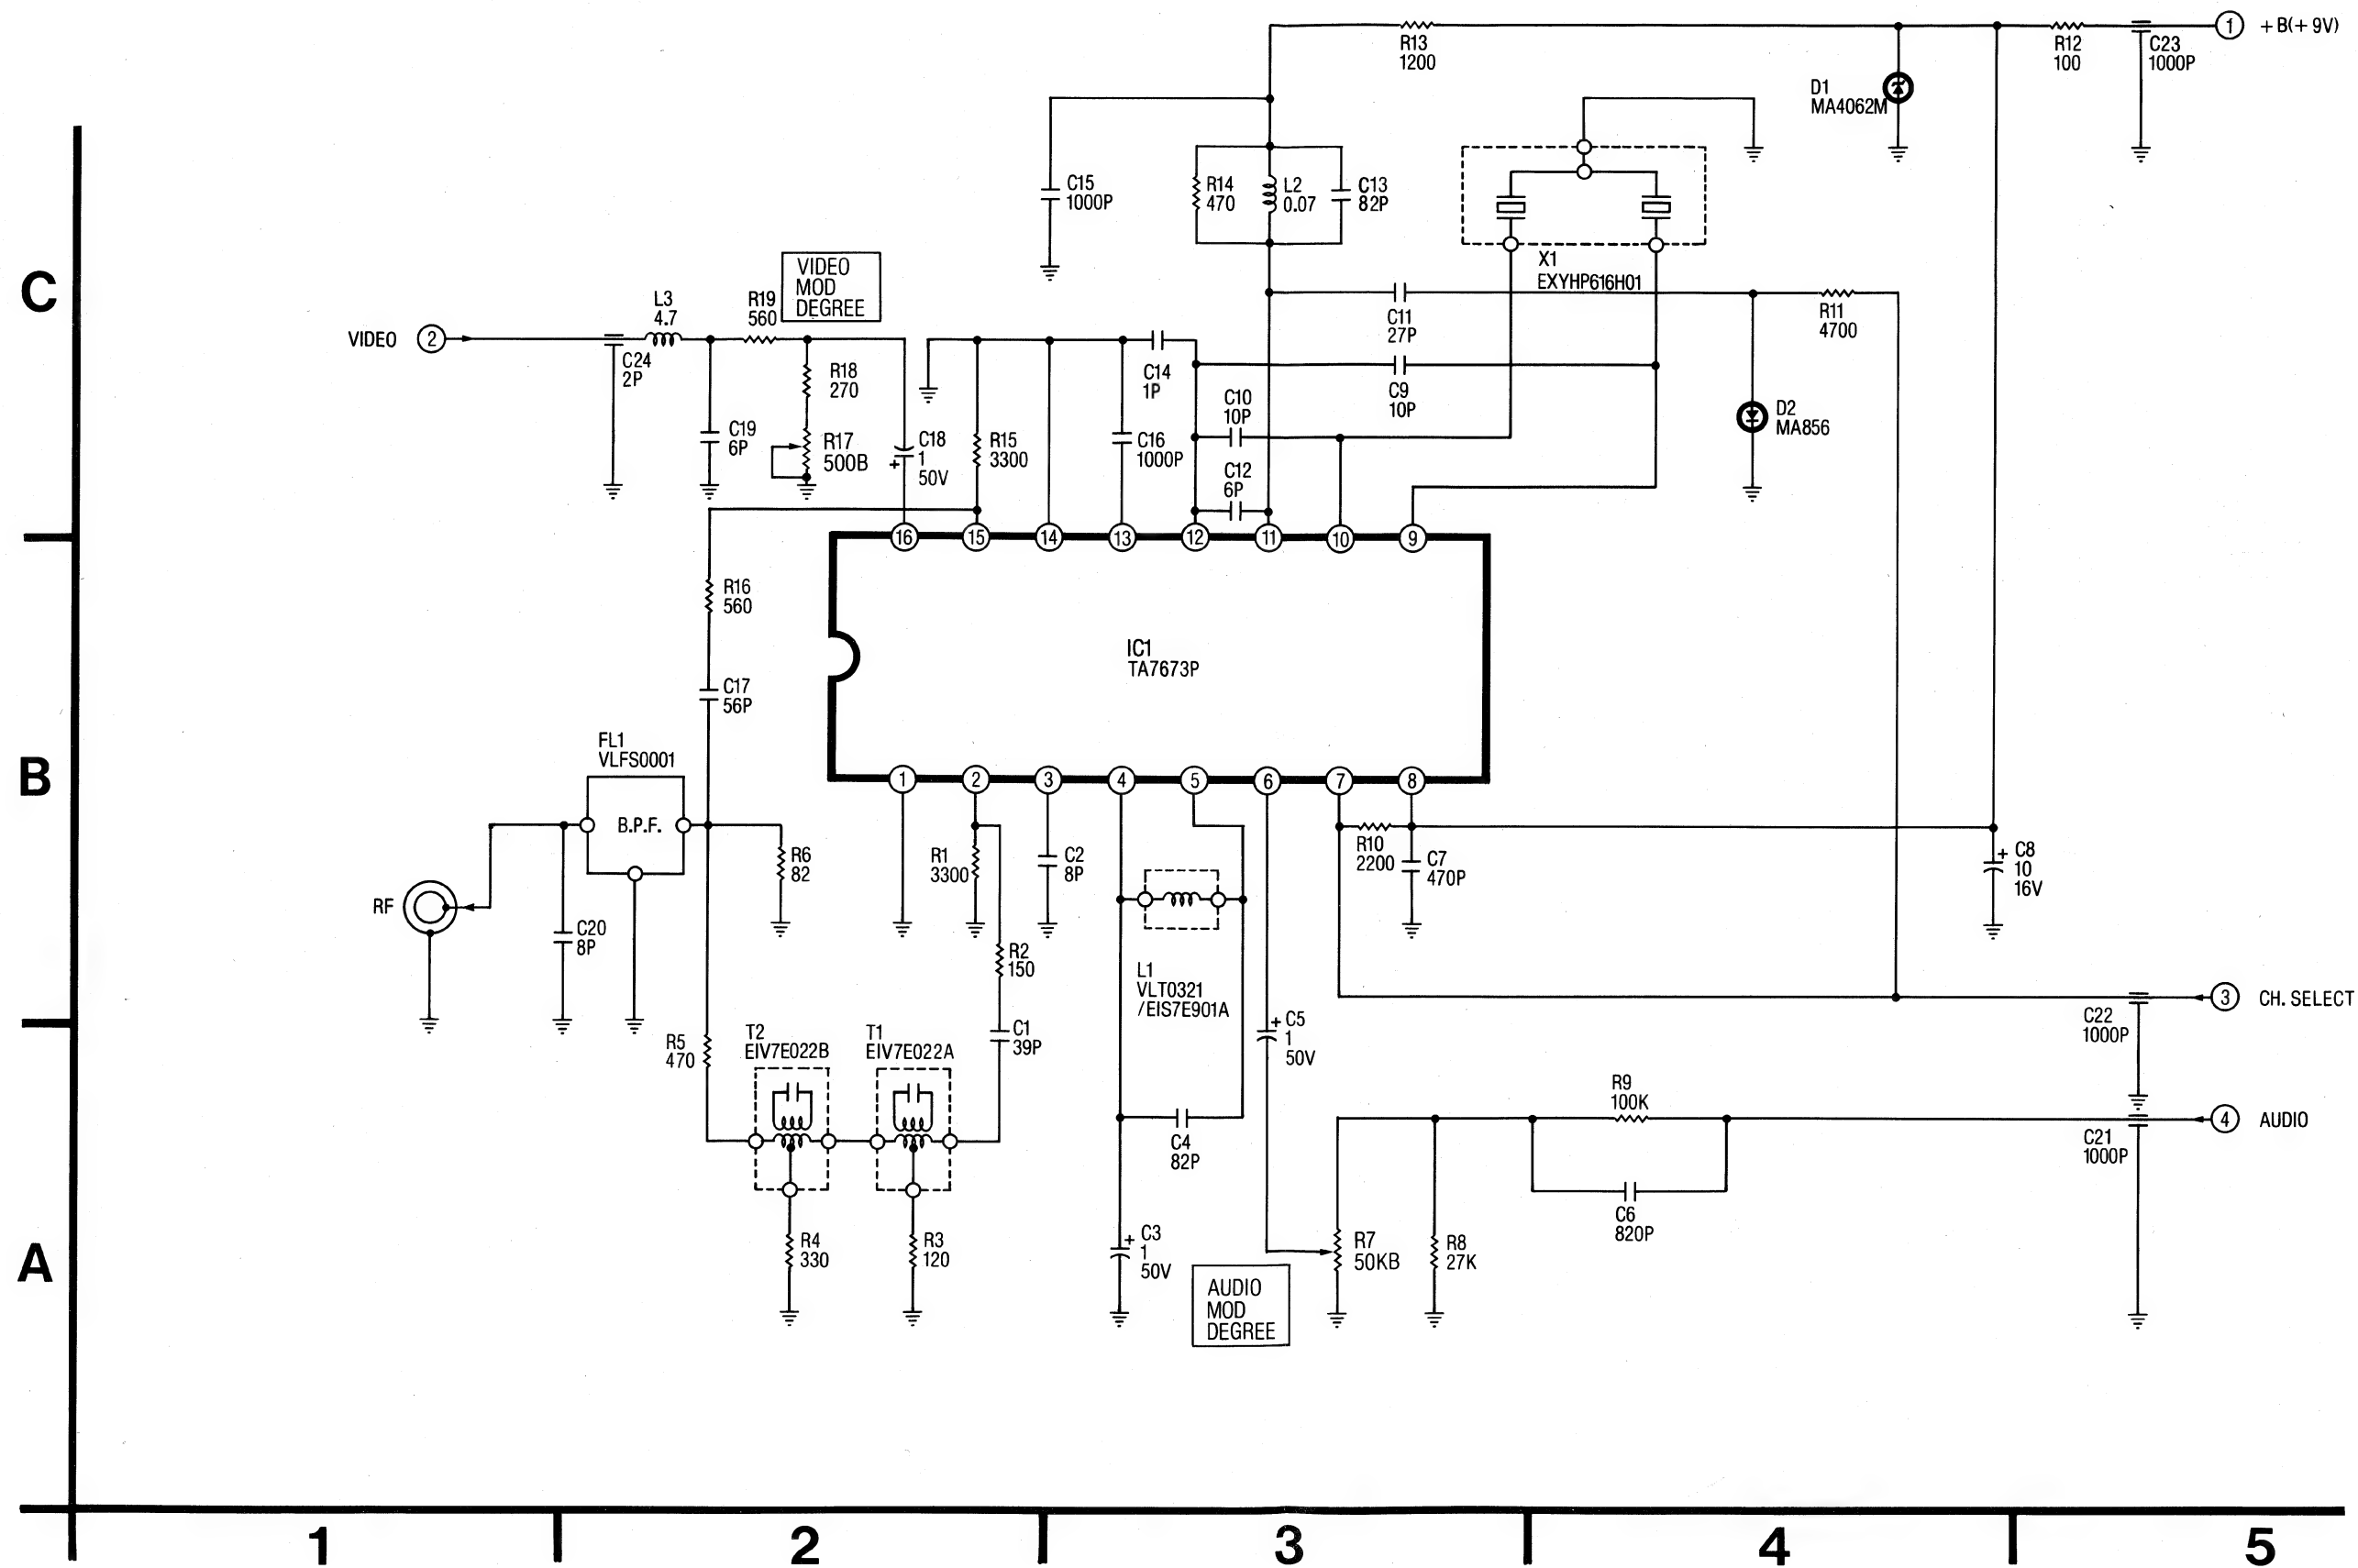 R13
1200
R12
100
C23
1000P
1
+B(+9V)
D1
MA4062M
C15
1000P
R14
470
L2
0.07
C13
82P
X1
EXYHP616H01
C
VIDEO
MOD
DEGREE
L3
4.7
R19
560
VIDEO
2
C24
2P
R18
270
C19
6P
R17
500B
C18
1
50V
+
R15
3300
C16
1000P
C14
1P
C10
10P
C12
6P
C11
27P
C9
10P
R11
4700
D2
MA856
16
15
14
13
12
11
10
9
R16
560
IC1
TA7673P
C17
56P
B
FL1
VLFS0001
B.P.F.
1
2
3
4
5
6
7
8
R6
82
R1
3300
C2
8P
R10
2200
C7
470P
+
C8
10
16V
RF
C20
8P
R2
150
L1
VLT0321
/EIS7E901A
3
CH. SELECT
C22
1000P
R5
470
T2
EIV7E022B
T1
EIV7E022A
C1
39P
+
C5
1
50V
R9
100K
4
AUDIO
C21
1000P
C4
82P
C6
820P
A
R4
330
R3
120
+
C3
1
50V
R7
50KB
R8
27K
AUDIO
MOD
DEGREE
1
2
3
4
5